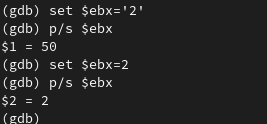 (gdb) set $ebx='2'
(gdb) p/s $ebx
$1 = 50
(gdb) set $ebx=2
(gdb) p/s $ebx
$2 = 2
(gdb)